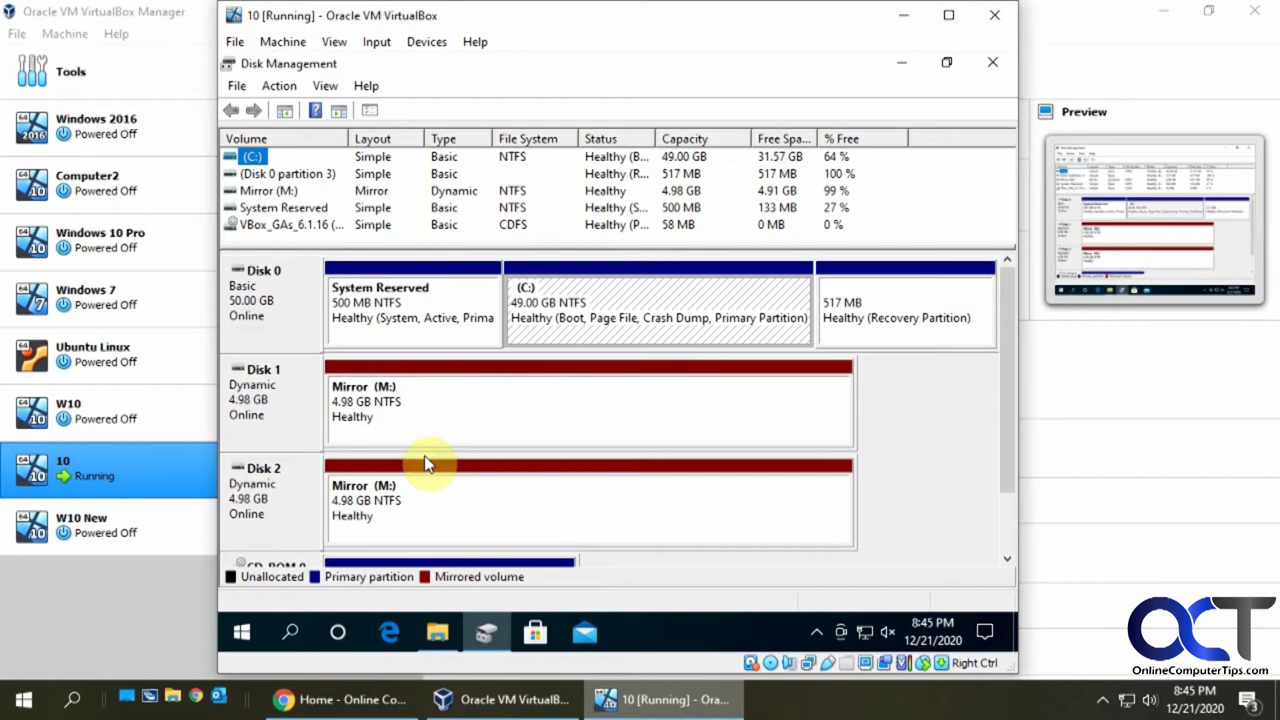 Oracle VM VirtualBox Manager
File Machine Help
Tools
Windows 2016
Powered Off
Computer2
Powered Off
Windows 10 Pro
Powered Off
Windows 7
Powered Off
Ubuntu Linux
Powered Off
W10
Powered Off
10
Running
W10 New
Powered Off
10 [Running] - Oracle VM VirtualBox
File Machine View Input Devices Help
Disk Management
File Action View Help
Volume Layout Type File System Status Capacity Free Spa... % Free
(C:) Simple Basic NTFS Healthy (B... 49.00 GB 31.57 GB 64 %
(Disk 0 partition 3) Simple Basic Healthy (R... 517 MB 517 MB 100 %
Mirror (M:) Mirror Dynamic NTFS Healthy 4.98 GB 4.91 GB 99 %
System Reserved Simple Basic NTFS Healthy (S... 500 MB 133 MB 27 %
VBox_GAs_6.1.16 (... Simple Basic CDFS Healthy (P... 58 MB 0 MB 0 %
Disk 0
Basic
50.00 GB
Online
System Reserved
500 MB NTFS
Healthy (System, Active, Prima
(C:)
49.00 GB NTFS
Healthy (Boot, Page File, Crash Dump, Primary Partition)
517 MB
Healthy (Recovery Partition)
Disk 1
Dynamic
4.98 GB
Online
Mirror (M:)
4.98 GB NTFS
Healthy
Disk 2
Dynamic
4.98 GB
Online
Mirror (M:)
4.98 GB NTFS
Healthy
CD-ROM 0
Unallocated Primary partition Mirrored volume
8:45 PM
12/21/2020
Right Ctrl
Preview
OCT
OnlineComputerTips.com
Home - Online Co...
Oracle VM VirtualB...
10 [Running] - Ora...
8:45 PM
12/21/2020
3